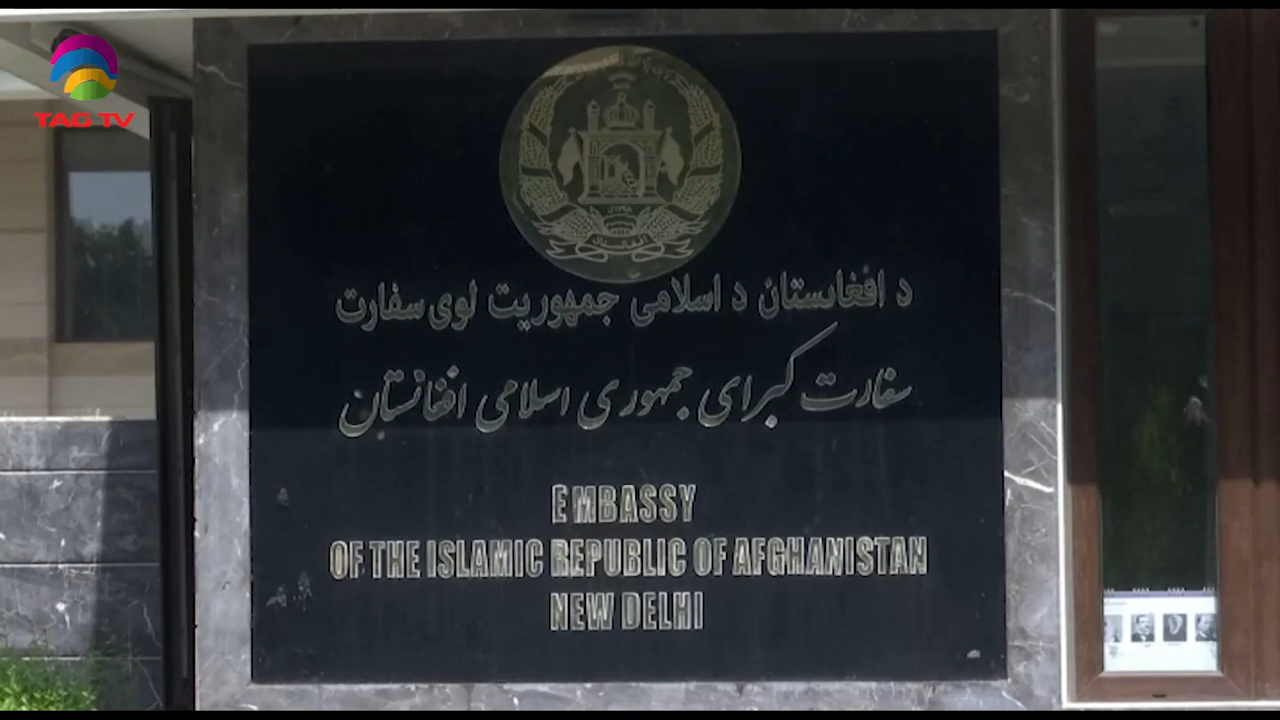 TAG TV
د افغانستان د اسلامي جمهوریت لوی سفارت
سفارت کبرای جمهوری اسلامی افغانستان
EMBASSY
OF THE ISLAMIC REPUBLIC OF AFGHANISTAN
NEW DELHI